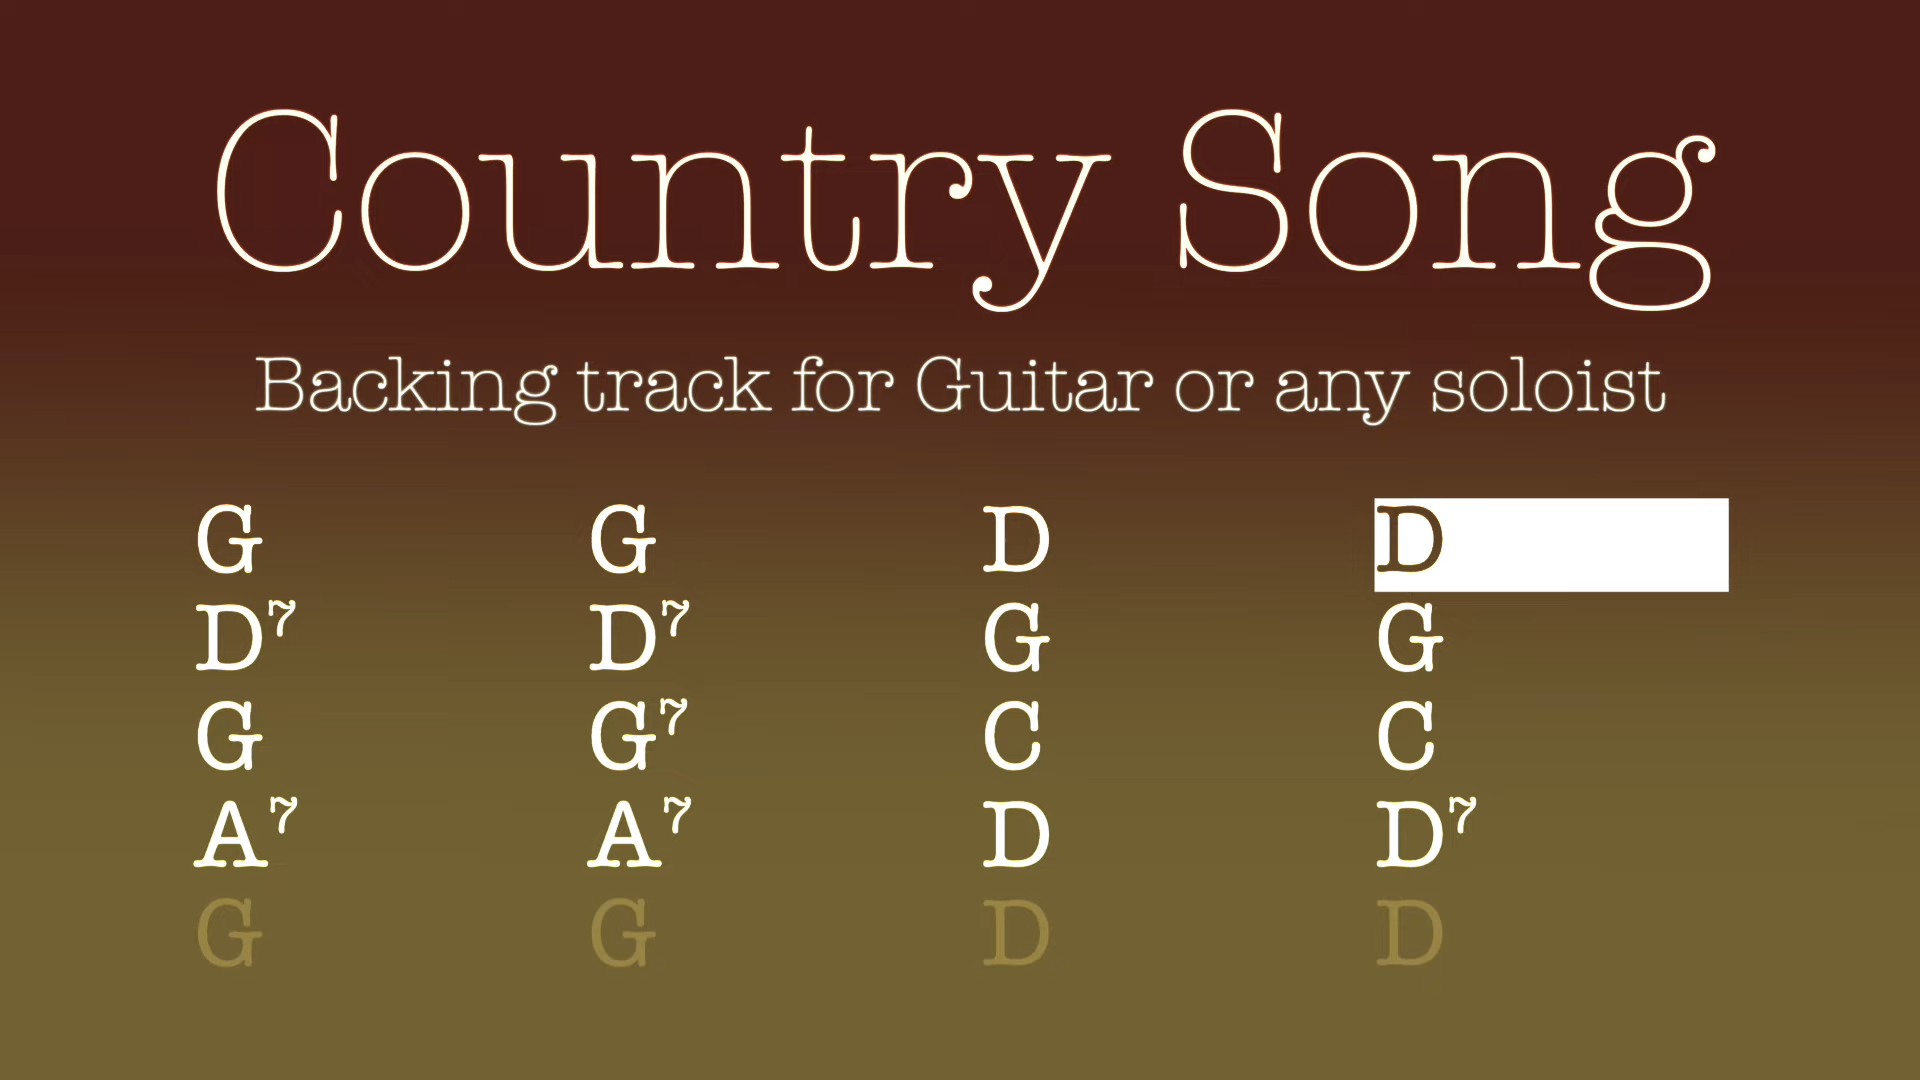 Country Song
Backing track for Guitar or any soloist
G G D D
D⁷ D⁷ G G
G G⁷ C C
A⁷ A⁷ D D⁷
G G D D